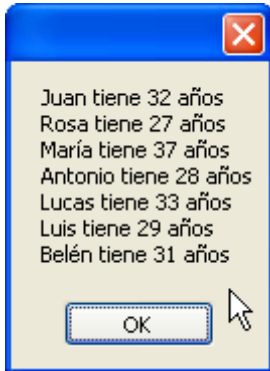 Juan tiene 32 años
Rosa tiene 27 años
María tiene 37 años
Antonio tiene 28 años
Lucas tiene 33 años
Luis tiene 29 años
Belén tiene 31 años
OK